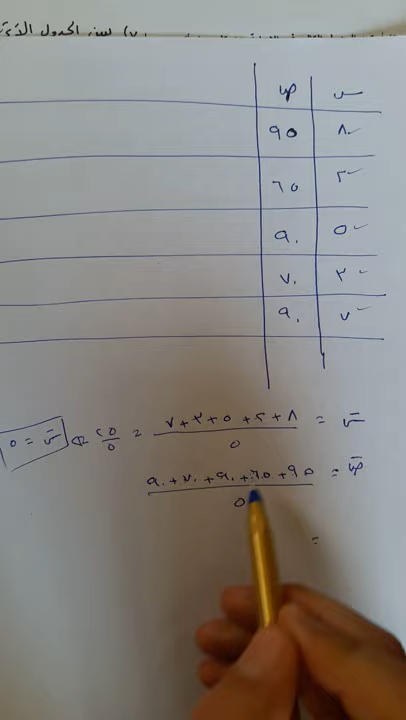 الجدول
س ص
٨ ٩٥
٢ ٦٥
٥ ٩٠
٣ ٧٠
٧ ٩٠
س̄ = ٨ + ٢ + ٥ + ٣ + ٧ / ٥ = ٢٥ / ٥ ⇒ س̄ = ٥
ص̄ = ٩٥ + ٦٥ + ٩٠ + ٧٠ + ٩٠ / ٥
=